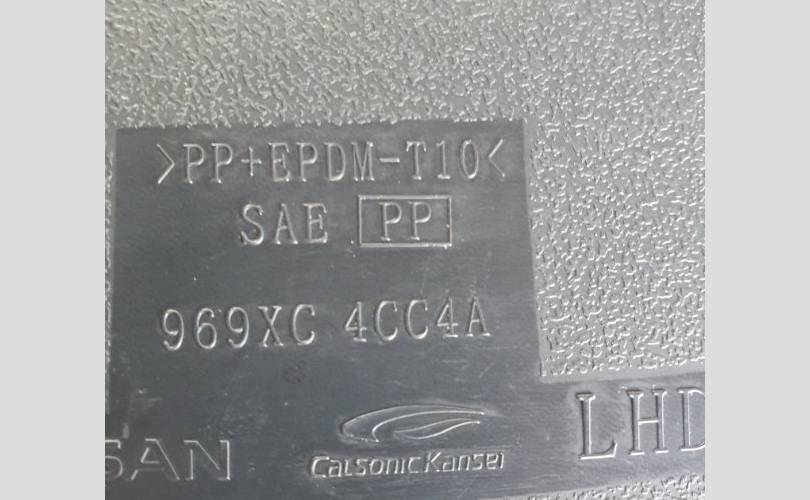 >PP+EPDM-T10<
SAE PP
969XC 4CC4A
LHD
SAN
CaLsonicKansei